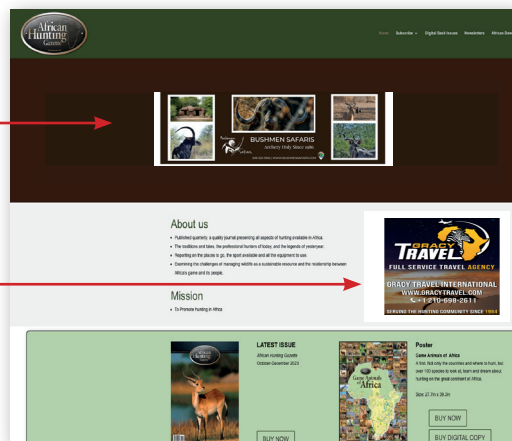 African
Hunting
Gazette
Home Subscribe Digital Back Issues Newsletters African
BUSHMEN SAFARIS
Archery Only Since 1980
About us
• Published quarterly, a quality journal presenting all aspects of hunting available in Africa.
• The traditions and tales, the professional hunters of today, and the legends of yesteryear.
• Reporting on the places to go, the sport available and all the equipment to use.
• Examining the challenges of managing wildlife as a sustainable resource and the relationship between
Africa's game and its people.
Mission
• To Promote hunting in Africa
GRACY
TRAVEL
FULL SERVICE TRAVEL AGENCY
GRACY TRAVEL INTERNATIONAL
WWW.GRACYTRAVEL.COM
+1 210-698-2611
SERVING THE HUNTING COMMUNITY SINCE 1984
LATEST ISSUE
African Hunting Gazette
October-December 2023
BUY NOW
Game Animals
of Africa
Poster
Game Animals of Africa
A first. Not only the countries and where to hunt, but
over 100 species to look at, learn and dream about
hunting on the great continent of Africa.
BUY NOW
BUY DIGITAL COPY